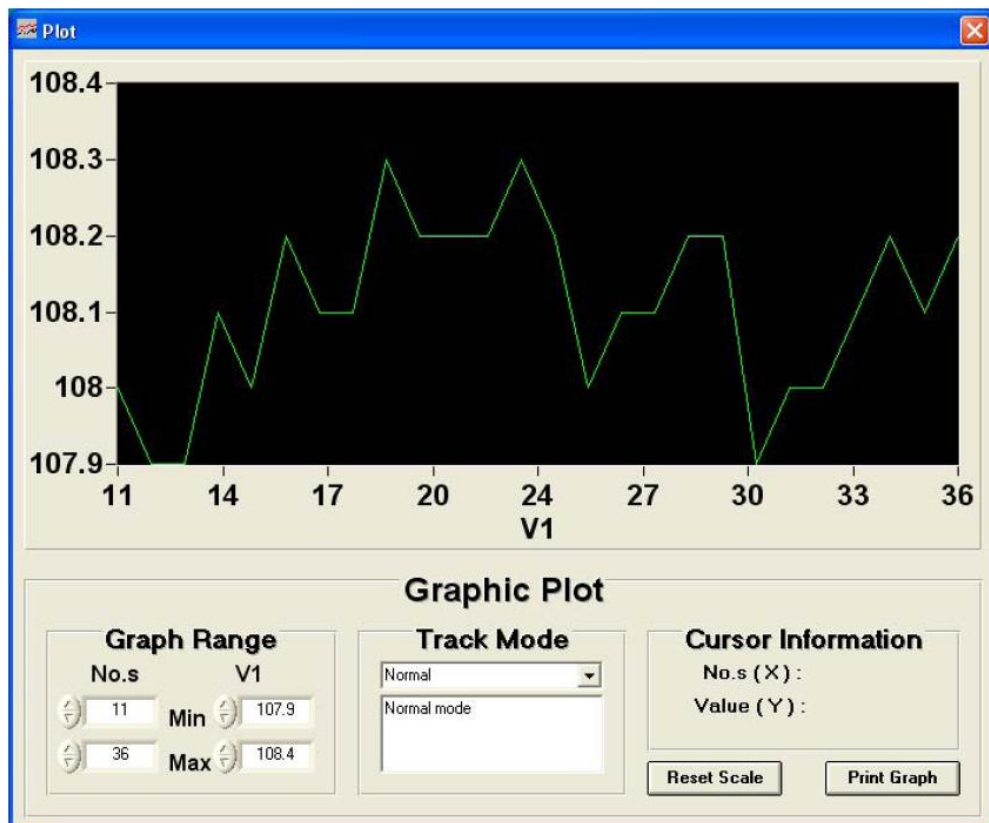 Plot
108.4
108.3
108.2
108.1
108
107.9
11 14 17 20 24 27 30 33 36
V1
Graphic Plot
Graph Range
No.s V1
11 Min 107.9
36 Max 108.4
Track Mode
Normal
Normal mode
Cursor Information
No.s ( X ) :
Value ( Y ) :
Reset Scale Print Graph